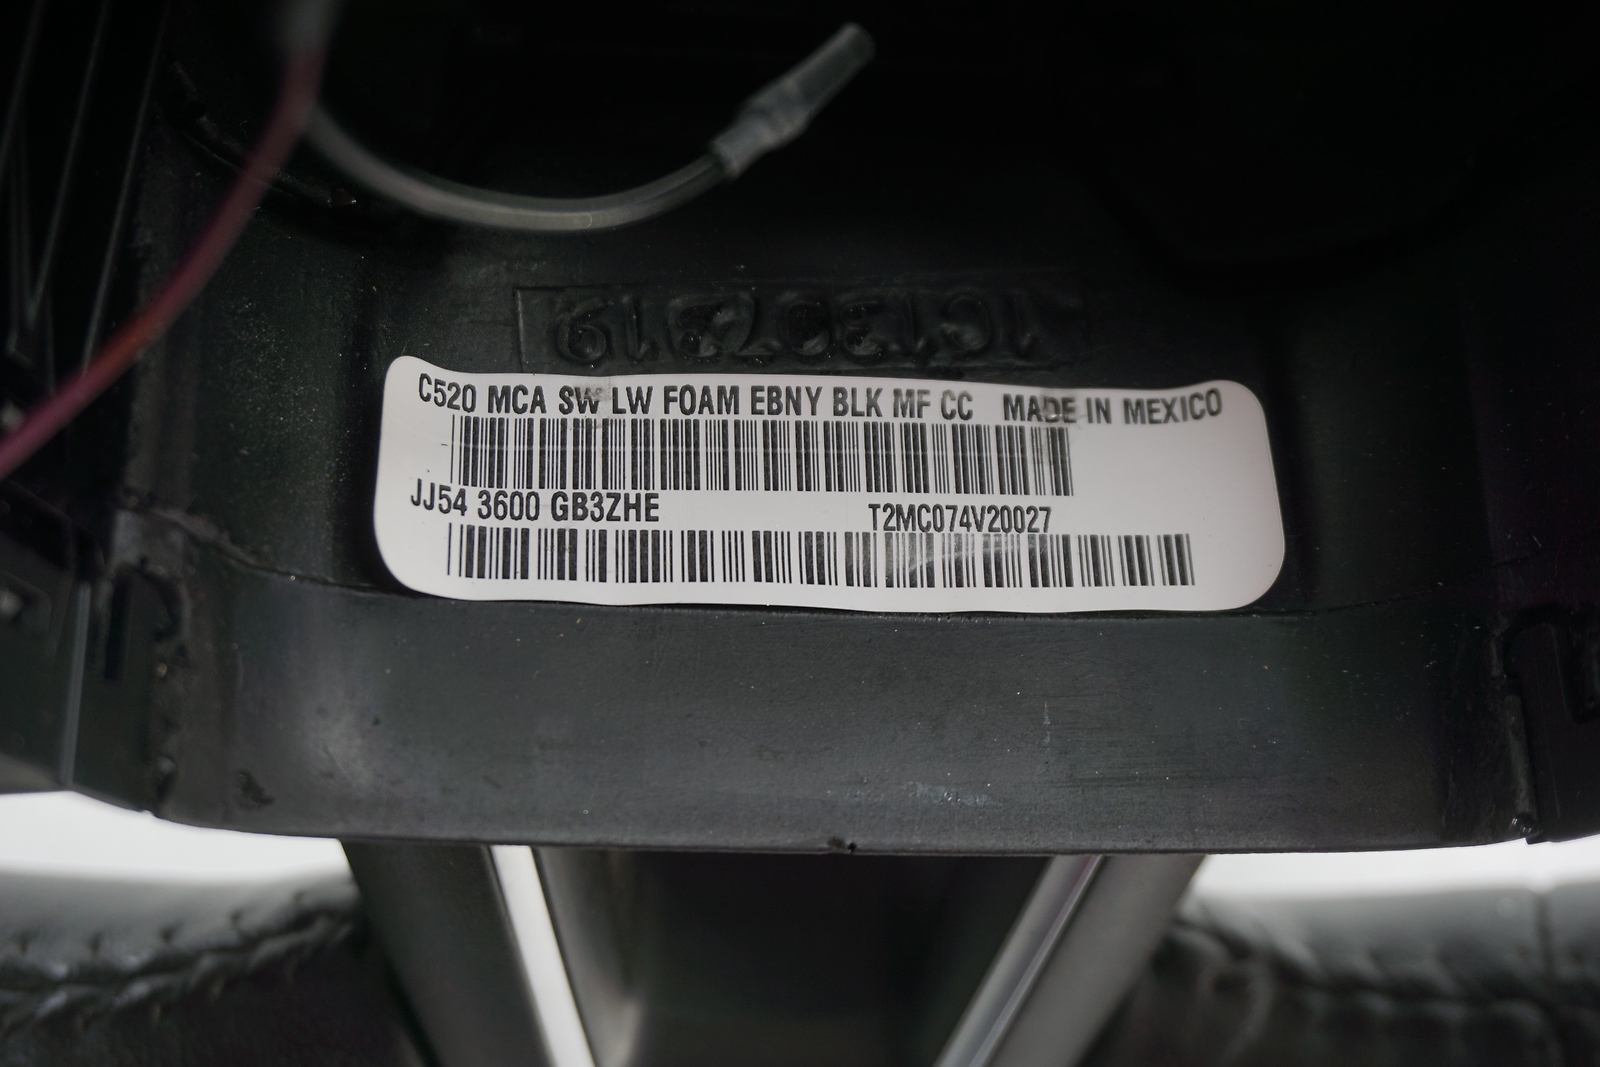 C520 MCA SW LW FOAM EBNY BLK MF CC MADE IN MEXICO
JJ54 3600 GB3ZHE T2MC074V20027